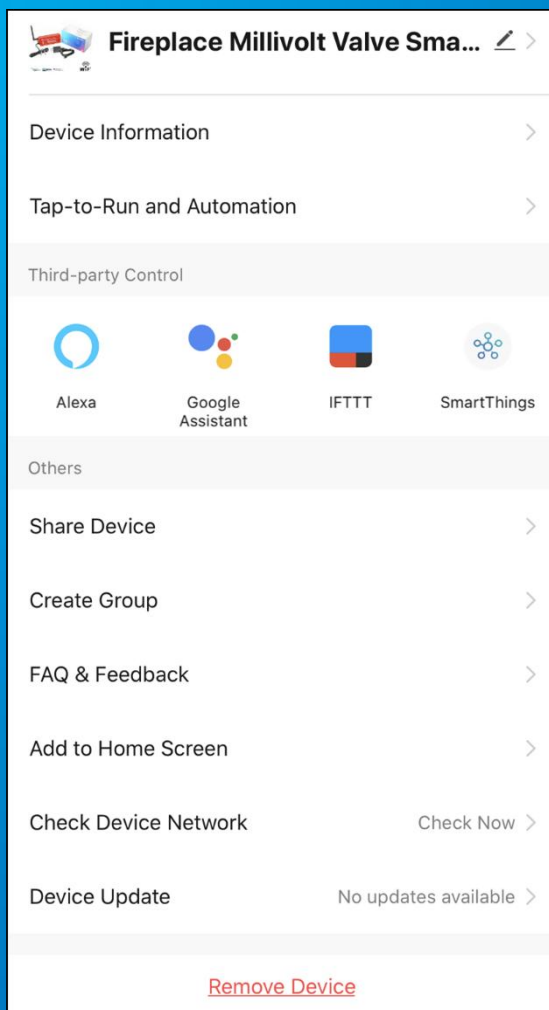 Fireplace Millivolt Valve Sma...
Device Information
Tap-to-Run and Automation
Third-party Control
Alexa
Google
Assistant
IFTTT
SmartThings
Others
Share Device
Create Group
FAQ & Feedback
Add to Home Screen
Check Device Network Check Now
Device Update No updates available
Remove Device